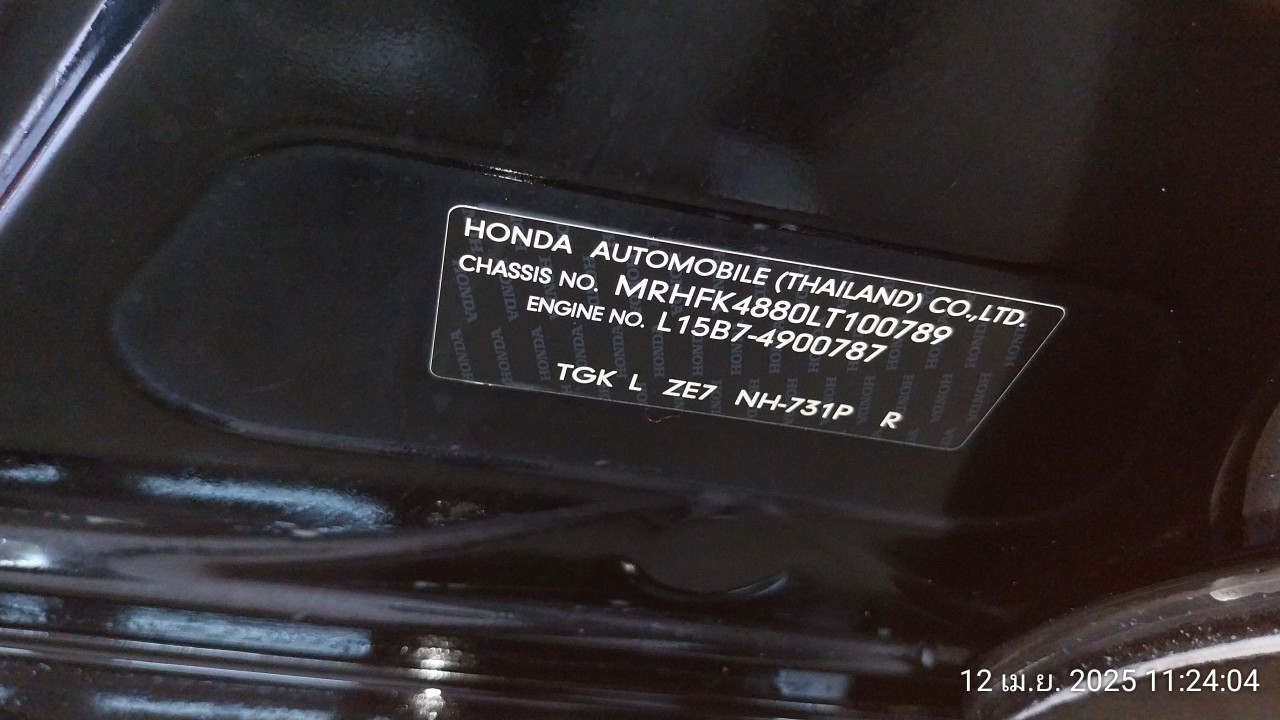 HONDA AUTOMOBILE (THAILAND) CO.,LTD.
CHASSIS NO. MRHFK4880LT100789
ENGINE NO. L15B7-4900787
TGK L ZE7 NH-731P R
12 เม.ย. 2025 11:24:04